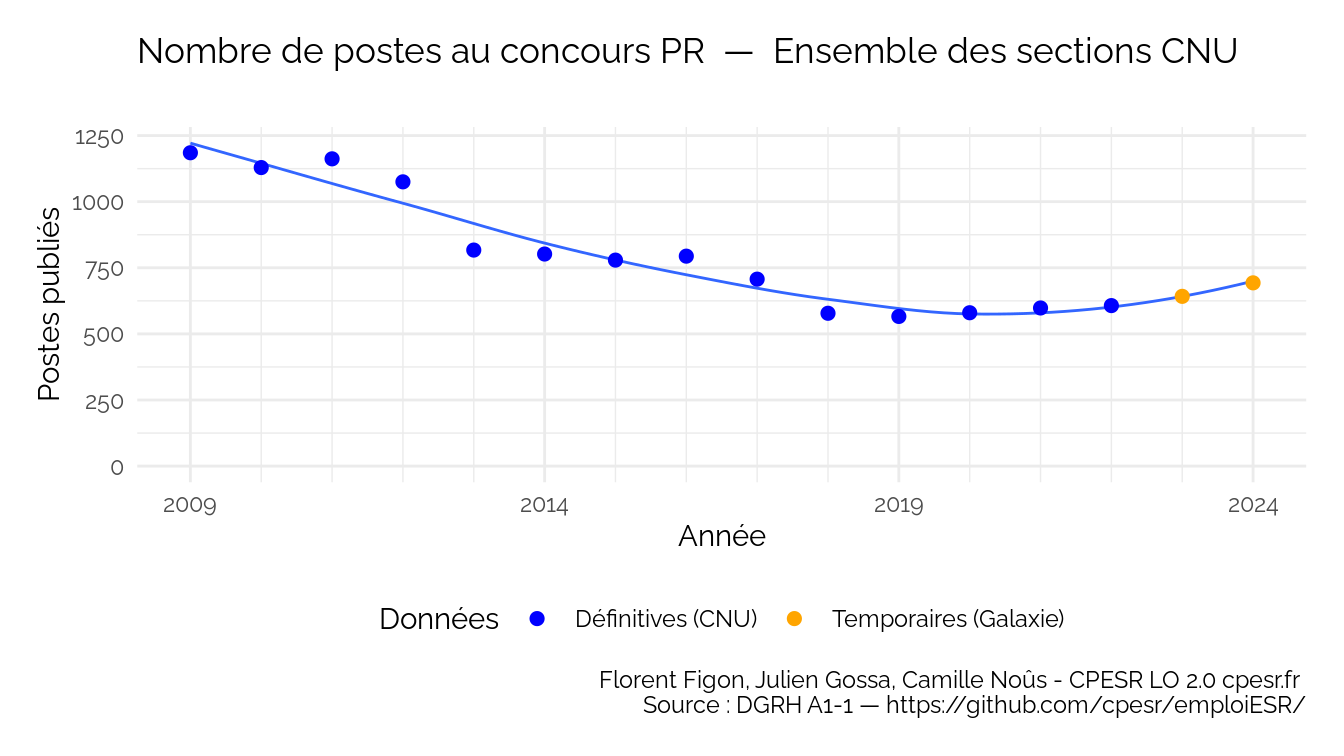 Nombre de postes au concours PR — Ensemble des sections CNU
Postes publiés
1250
1000
750
500
250
0
2009 2014 2019 2024
Année
Données Définitives (CNU) Temporaires (Galaxie)
Florent Figon, Julien Gossa, Camille Noûs - CPESR LO 2.0 cpesr.fr
Source : DGRH A1-1 — https://github.com/cpesr/emploiESR/